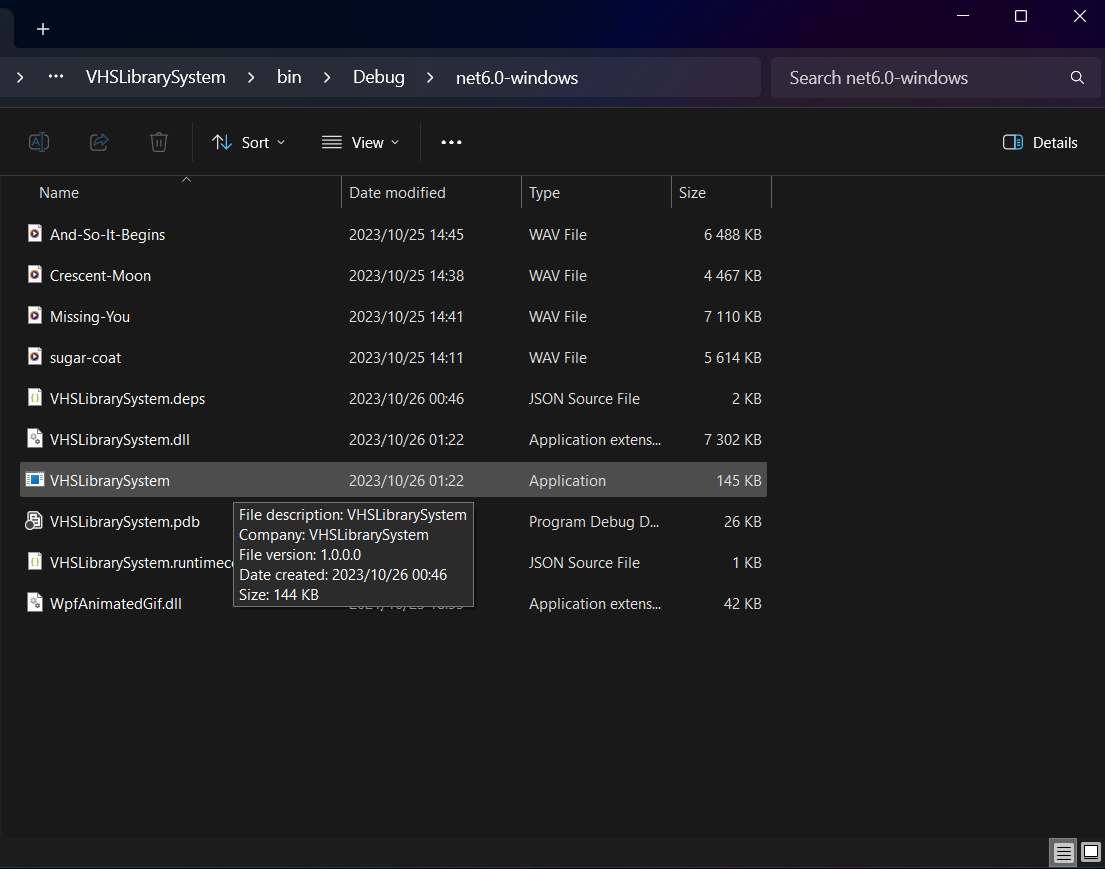 VHSLibrarySystem bin Debug net6.0-windows Search net6.0-windows
Sort View Details
Name Date modified Type Size
And-So-It-Begins 2023/10/25 14:45 WAV File 6 488 KB
Crescent-Moon 2023/10/25 14:38 WAV File 4 467 KB
Missing-You 2023/10/25 14:41 WAV File 7 110 KB
sugar-coat 2023/10/25 14:11 WAV File 5 614 KB
VHSLibrarySystem.deps 2023/10/26 00:46 JSON Source File 2 KB
VHSLibrarySystem.dll 2023/10/26 01:22 Application extens... 7 302 KB
VHSLibrarySystem 2023/10/26 01:22 Application 145 KB
VHSLibrarySystem.pdb Program Debug D... 26 KB
VHSLibrarySystem.runtimec JSON Source File 1 KB
WpfAnimatedGif.dll Application extens... 42 KB
File description: VHSLibrarySystem
Company: VHSLibrarySystem
File version: 1.0.0.0
Date created: 2023/10/26 00:46
Size: 144 KB